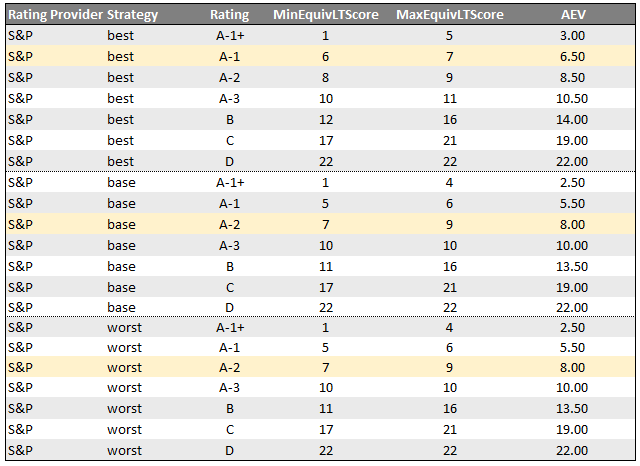 Rating Provider Strategy Rating MinEquivLTScore MaxEquivLTScore AEV
S&P best A-1+ 1 5 3.00
S&P best A-1 6 7 6.50
S&P best A-2 8 9 8.50
S&P best A-3 10 11 10.50
S&P best B 12 16 14.00
S&P best C 17 21 19.00
S&P best D 22 22 22.00
S&P base A-1+ 1 4 2.50
S&P base A-1 5 6 5.50
S&P base A-2 7 9 8.00
S&P base A-3 10 10 10.00
S&P base B 11 16 13.50
S&P base C 17 21 19.00
S&P base D 22 22 22.00
S&P worst A-1+ 1 4 2.50
S&P worst A-1 5 6 5.50
S&P worst A-2 7 9 8.00
S&P worst A-3 10 10 10.00
S&P worst B 11 16 13.50
S&P worst C 17 21 19.00
S&P worst D 22 22 22.00